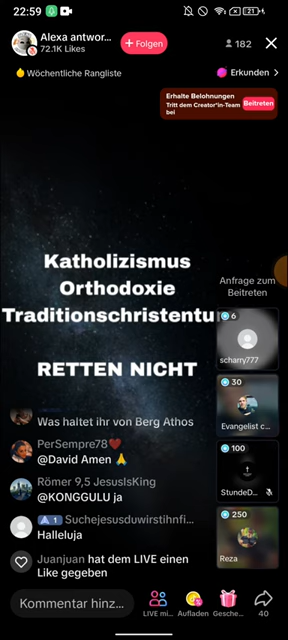 22:59
21
Alexa antwor...
72.1K Likes
+ Folgen
182
Wöchentliche Rangliste
Erkunden >
Erhalte Belohnungen
Tritt dem Creator*in-Team
bei
Beitreten
Katholizismus
Orthodoxie
Traditionschristentu
RETTEN NICHT
Anfrage zum
Beitreten
6
scharry777
30
Evangelist c...
100
StundeD...
250
Reza
Was haltet ihr von Berg Athos
PerSempre78
@David Amen
Römer 9,5 JesusIsKing
@KONGGULU ja
1 Suchejesusduwirstihnfi...
Halleluja
Juanjuan hat dem LIVE einen
Like gegeben
Kommentar hinz...
LIVE mi...
Aufladen
Gesche...
40